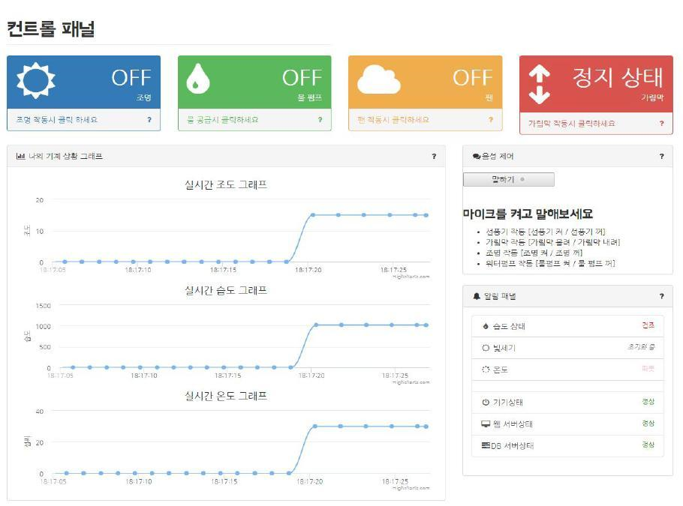 컨트롤 패널
OFF
조명
조명 작동시 클릭 하세요 ?
OFF
물 펌프
물 공급시 클릭하세요 ?
OFF
팬
팬 작동시 클릭하세요 ?
정지 상태
가림막
가림막 작동시 클릭하세요 ?
나의 기계 상황 그래프 ?
실시간 조도 그래프
조도
20
10
0
18:17:05 18:17:10 18:17:15 18:17:20 18:17:25
Highcharts.com
실시간 습도 그래프
습도
1500
1000
500
0
18:17:05 18:17:10 18:17:15 18:17:20 18:17:25
Highcharts.com
실시간 온도 그래프
40
20
0
18:17:05 18:17:10 18:17:15 18:17:20 18:17:25
Highcharts.com
음성 제어 ?
말하기
마이크를 켜고 말해보세요
선풍기 작동 [선풍기 켜 / 선풍기 꺼]
가림막 작동 [가림막 올려 / 가림막 내려]
조명 작동 [조명 켜 / 조명 꺼]
워터펌프 작동 [물펌프 켜 / 물 펌프 꺼]
알림 패널 ?
습도 상태 건조
빛세기
온도
기기상태 정상
웹 서버상태 정상
DB 서버상태 정상